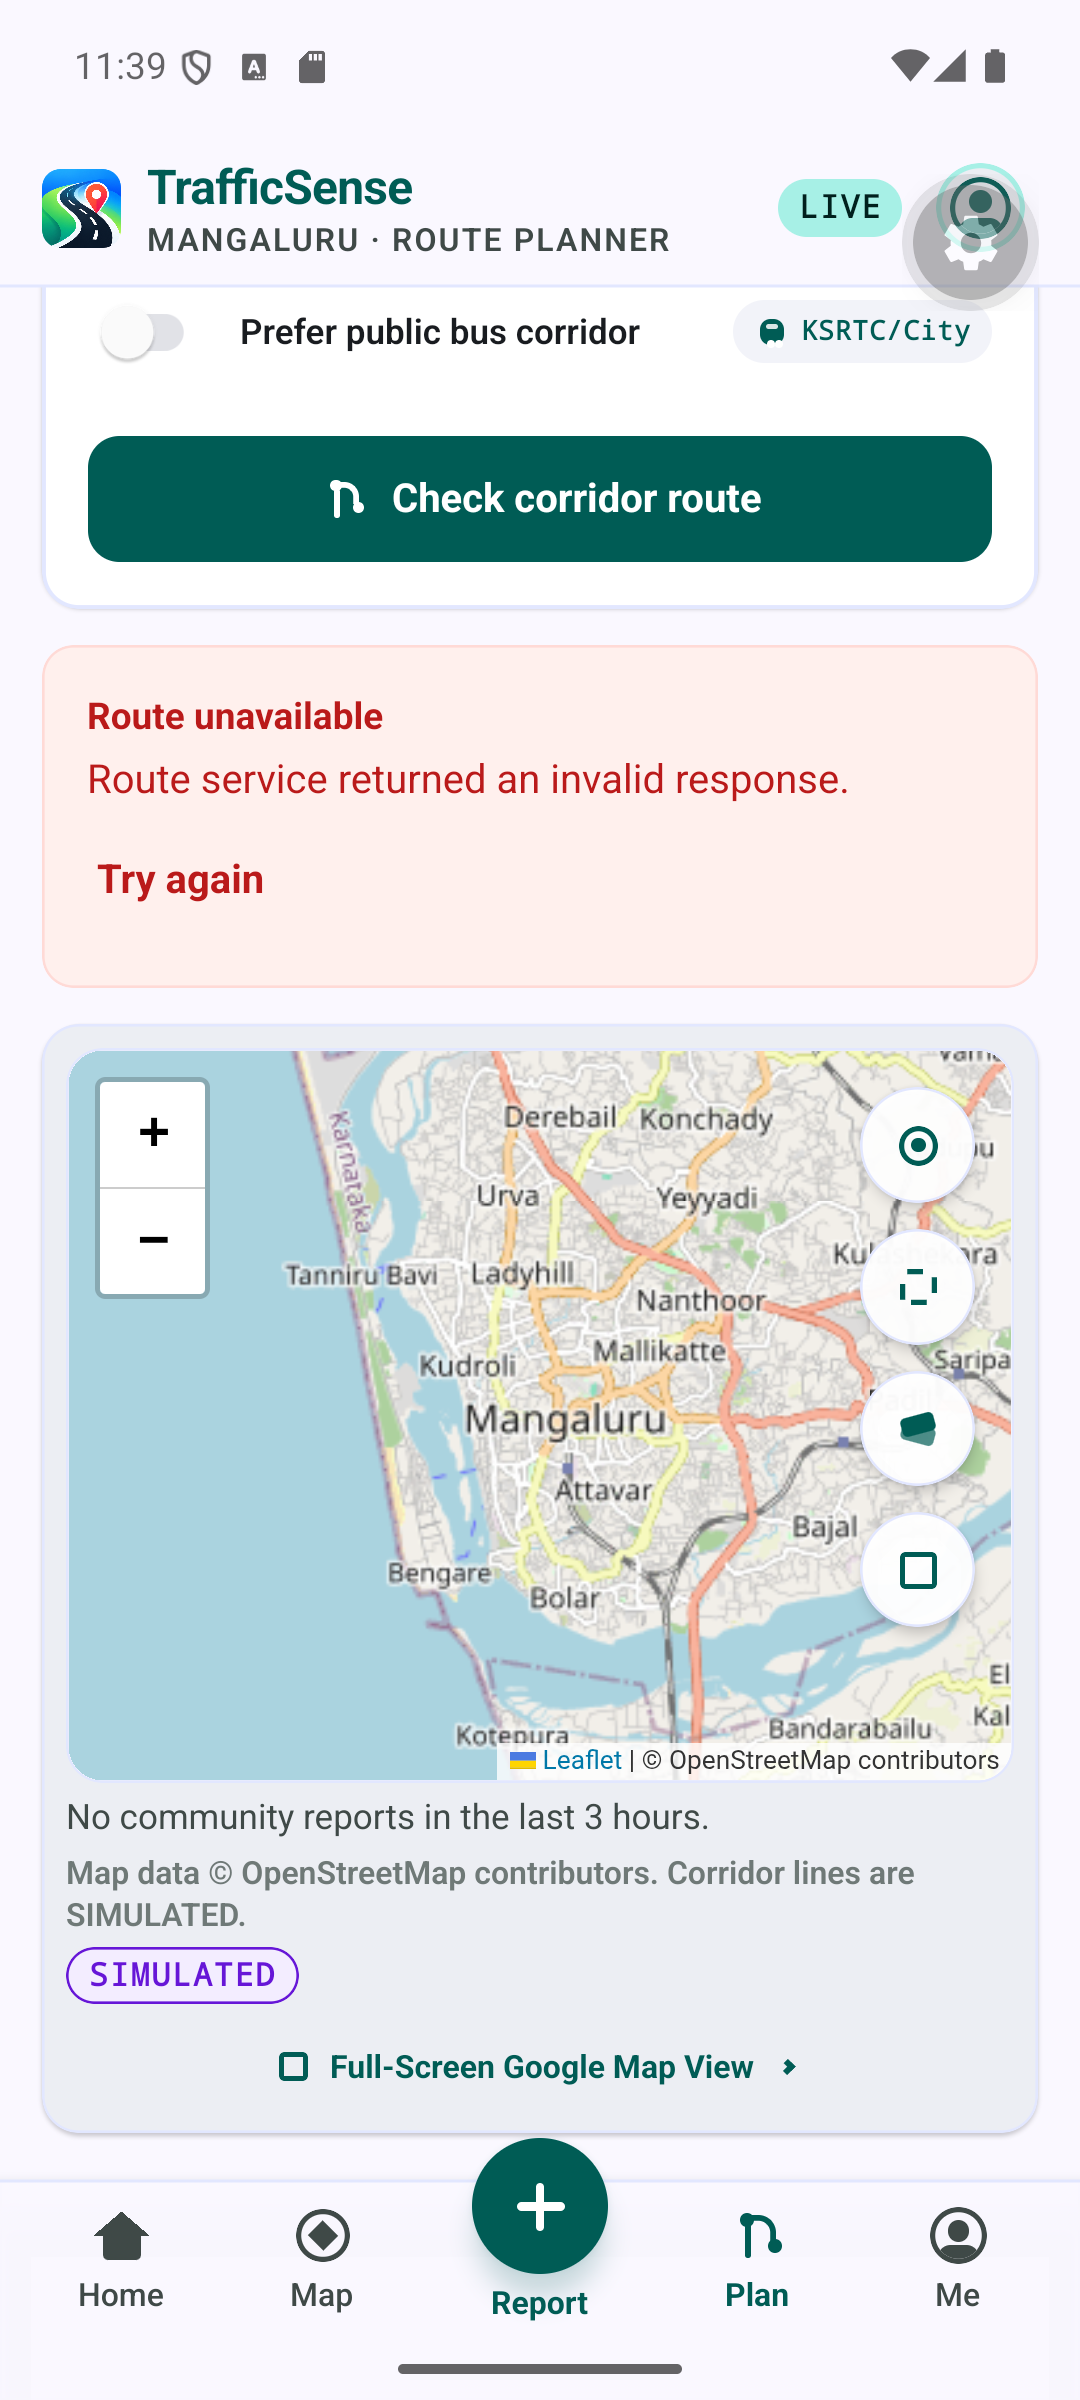 11:39
TrafficSense
MANGALURU · ROUTE PLANNER
LIVE
Prefer public bus corridor
KSRTC/City
Check corridor route
Route unavailable
Route service returned an invalid response.
Try again
+
−
Karnataka
Derebail
Konchady
Urva
Yeyyadi
Tanniru Bavi
Ladyhill
Nanthoor
Kudroli
Mallikatte
Saripa
Mangaluru
Attavar
Bajal
Bengare
Bolar
El
Kal
Kotepura
Bandarabailu
Leaflet | © OpenStreetMap contributors
No community reports in the last 3 hours.
Map data © OpenStreetMap contributors. Corridor lines are
SIMULATED.
SIMULATED
Full-Screen Google Map View
Home
Map
Report
Plan
Me